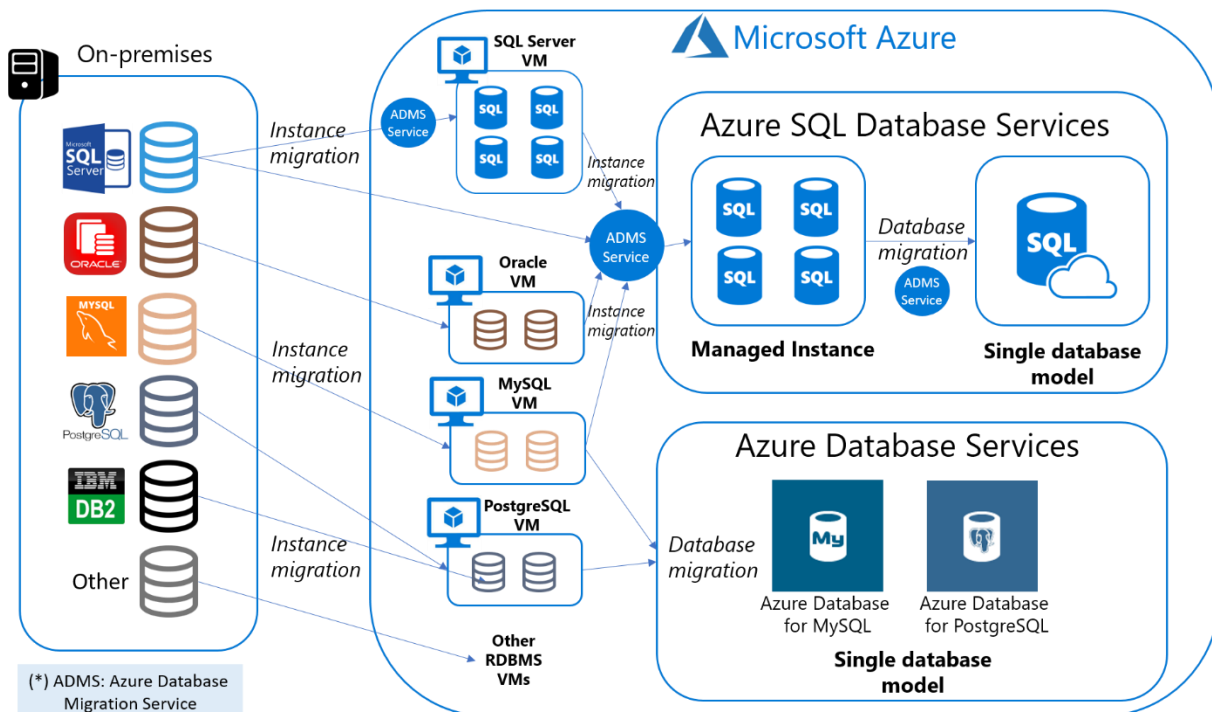 On-premises
Microsoft
SQL
Server
ORACLE
MYSQL
PostgreSQL
IBM
DB2
Other
(*) ADMS: Azure Database
Migration Service
Instance
migration
Instance
migration
Instance
migration
Microsoft Azure
SQL Server
VM
SQL
SQL
SQL
SQL
ADMS
Service
Instance
migration
ADMS
Service
Oracle
VM
Instance
migration
MySQL
VM
PostgreSQL
VM
Other
RDBMS
VMs
Azure SQL Database Services
SQL
SQL
SQL
SQL
Managed Instance
Database
migration
ADMS
Service
SQL
Single database
model
Azure Database Services
Database
migration
My
Azure Database
for MySQL
Azure Database
for PostgreSQL
Single database
model